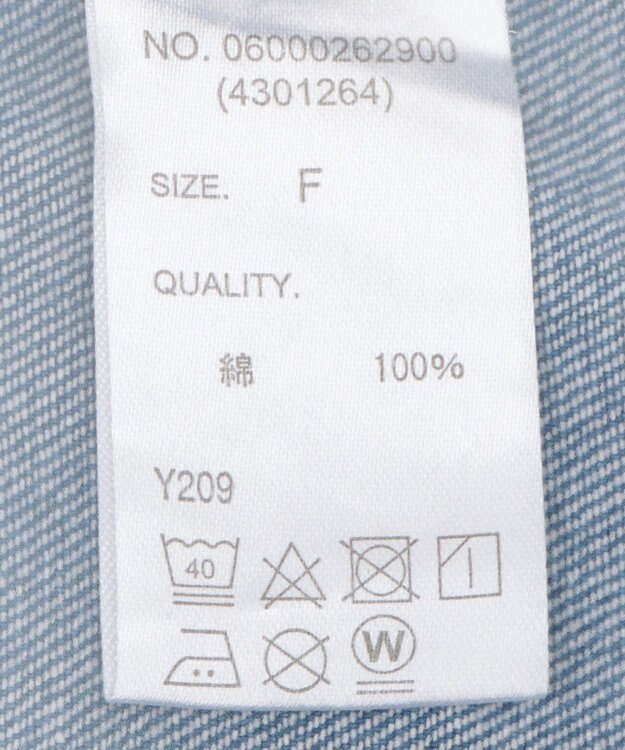 NO. 06000262900
(4301264)
SIZE. F
QUALITY.
綿 100%
Y209
40
W